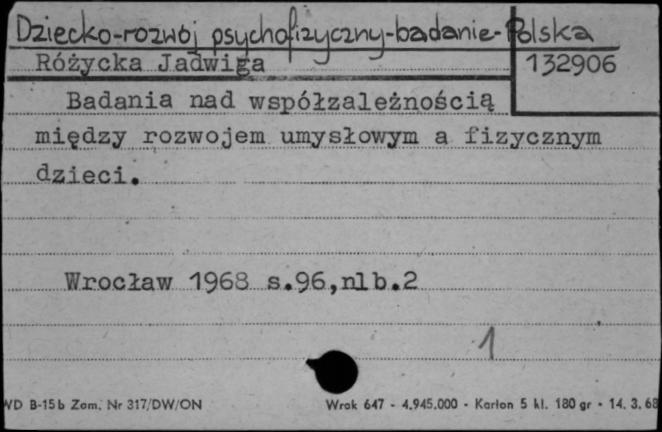 Dziecko-rozwój psychofizyczny-badanie-Polska
Różycka Jadwiga 132906
Badania nad współzależnością
między rozwojem umysłowym a fizycznym
dzieci.
Wrocław 1968 s.96,nlb.2
1
WD B-15b Zam. Nr 317/DW/ON Wrok 647 - 4.945.000 - Karton 5 kl. 180 gr - 14. 3. 68